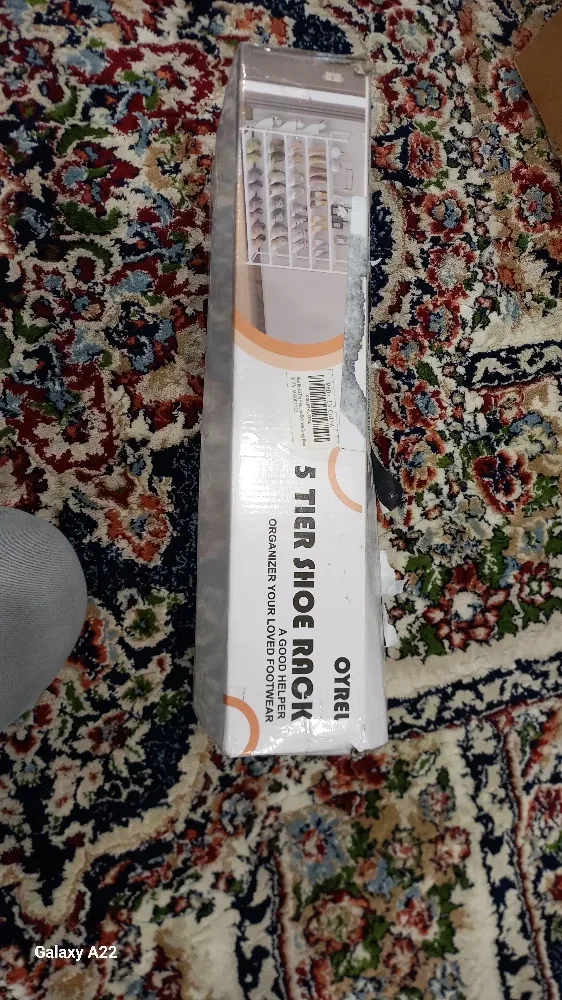 OYREL
5 TIER SHOE RACK
A GOOD HELPER
ORGANIZER YOUR LOVED FOOTWEAR
Galaxy A22